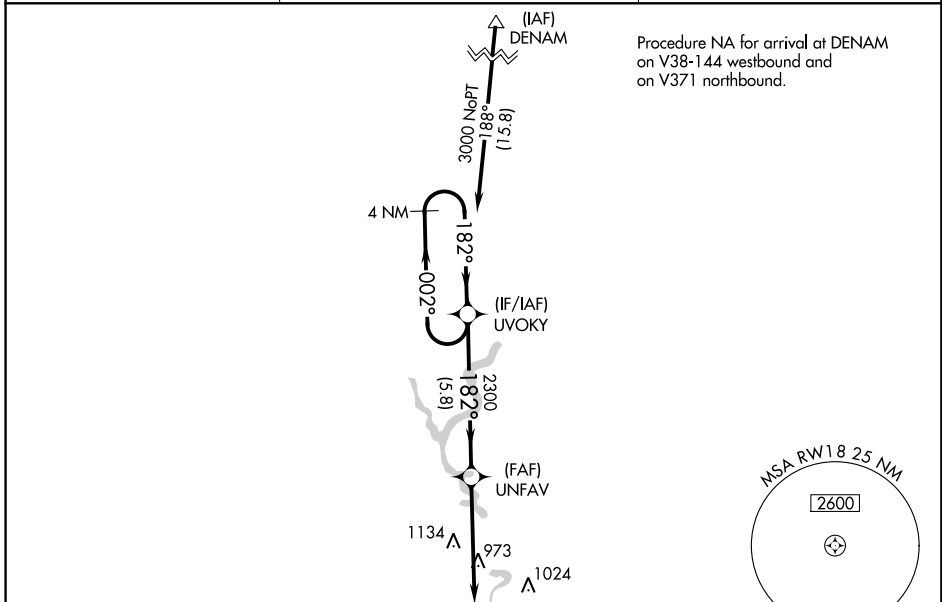 (IAF)
DENAM
Procedure NA for arrival at DENAM
on V38-144 westbound and
on V371 northbound.
3000 NoPT
188°
(15.8)
4 NM
182°
002°
(IF/IAF)
UVOKY
2300
182°
(5.8)
(FAF)
UNFAV
MSA RW18 25 NM
2600
1134
973
1024